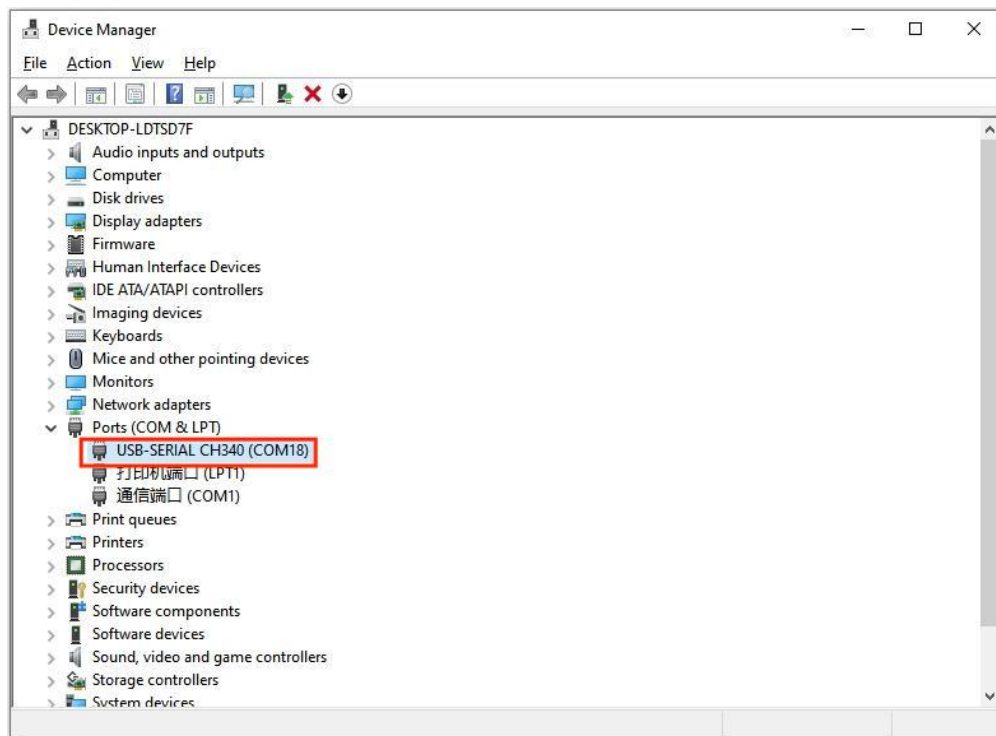 Device Manager
File Action View Help
DESKTOP-LDTSD7F
Audio inputs and outputs
Computer
Disk drives
Display adapters
Firmware
Human Interface Devices
IDE ATA/ATAPI controllers
Imaging devices
Keyboards
Mice and other pointing devices
Monitors
Network adapters
Ports (COM & LPT)
USB-SERIAL CH340 (COM18)
打印机端口 (LPT1)
通信端口 (COM1)
Print queues
Printers
Processors
Security devices
Software components
Software devices
Sound, video and game controllers
Storage controllers
System devices